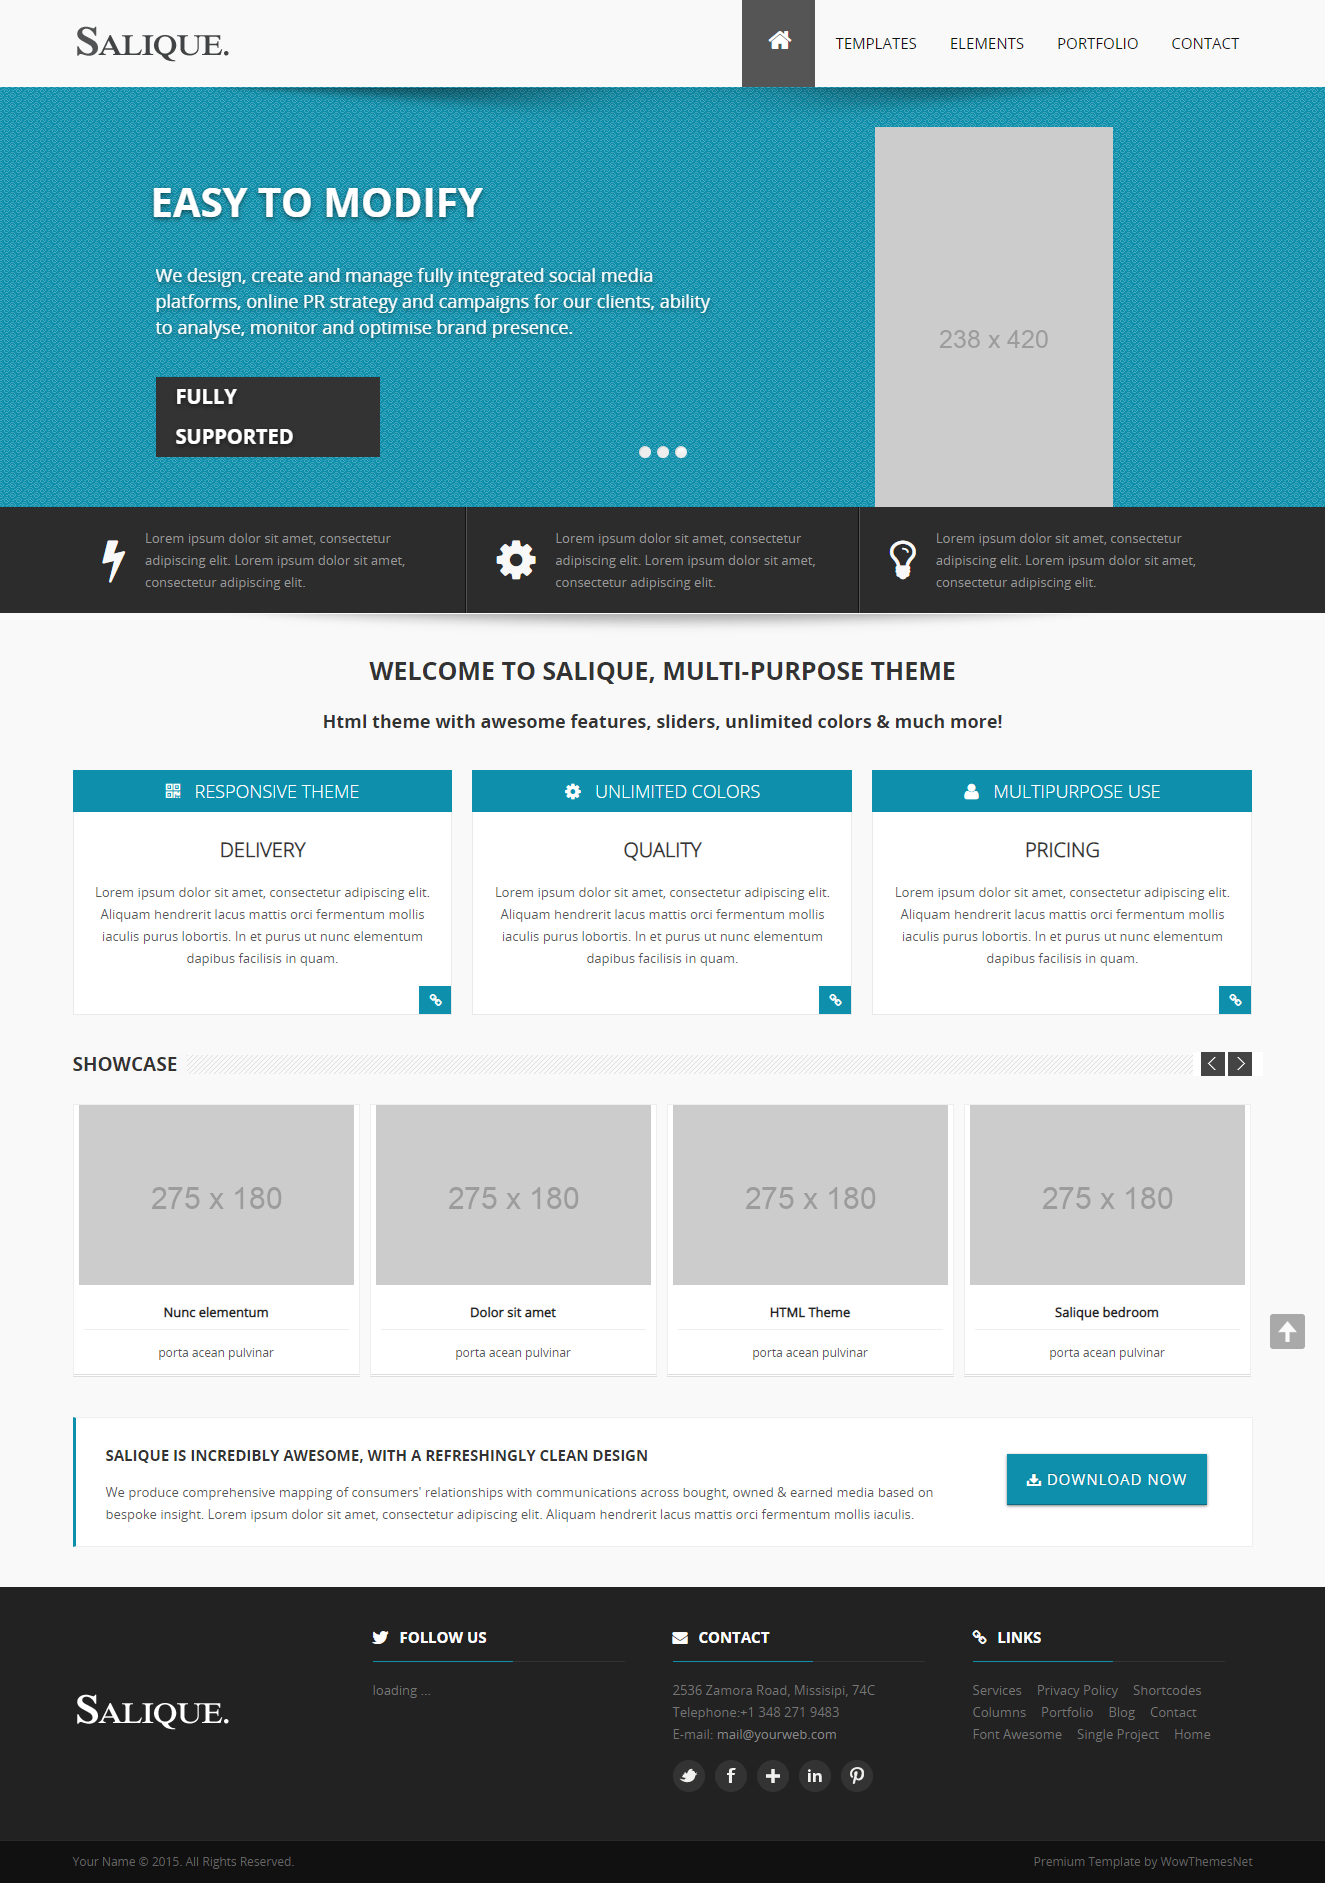 SALIQUE.
TEMPLATES ELEMENTS PORTFOLIO CONTACT
EASY TO MODIFY
We design, create and manage fully integrated social media
platforms, online PR strategy and campaigns for our clients, ability
to analyse, monitor and optimise brand presence.
FULLY
SUPPORTED
238 x 420
Lorem ipsum dolor sit amet, consectetur
adipiscing elit. Lorem ipsum dolor sit amet,
consectetur adipiscing elit.
Lorem ipsum dolor sit amet, consectetur
adipiscing elit. Lorem ipsum dolor sit amet,
consectetur adipiscing elit.
Lorem ipsum dolor sit amet, consectetur
adipiscing elit. Lorem ipsum dolor sit amet,
consectetur adipiscing elit.
WELCOME TO SALIQUE, MULTI-PURPOSE THEME
Html theme with awesome features, sliders, unlimited colors & much more!
RESPONSIVE THEME
DELIVERY
Lorem ipsum dolor sit amet, consectetur adipiscing elit.
Aliquam hendrerit lacus mattis orci fermentum mollis
iaculis purus lobortis. In et purus ut nunc elementum
dapibus facilisis in quam.
UNLIMITED COLORS
QUALITY
Lorem ipsum dolor sit amet, consectetur adipiscing elit.
Aliquam hendrerit lacus mattis orci fermentum mollis
iaculis purus lobortis. In et purus ut nunc elementum
dapibus facilisis in quam.
MULTIPURPOSE USE
PRICING
Lorem ipsum dolor sit amet, consectetur adipiscing elit.
Aliquam hendrerit lacus mattis orci fermentum mollis
iaculis purus lobortis. In et purus ut nunc elementum
dapibus facilisis in quam.
SHOWCASE
275 x 180
Nunc elementum
porta acean pulvinar
275 x 180
Dolor sit amet
porta acean pulvinar
275 x 180
HTML Theme
porta acean pulvinar
275 x 180
Salique bedroom
porta acean pulvinar
SALIQUE IS INCREDIBLY AWESOME, WITH A REFRESHINGLY CLEAN DESIGN
We produce comprehensive mapping of consumers' relationships with communications across bought, owned & earned media based on
bespoke insight. Lorem ipsum dolor sit amet, consectetur adipiscing elit. Aliquam hendrerit lacus mattis orci fermentum mollis iaculis.
DOWNLOAD NOW
SALIQUE.
FOLLOW US
loading ...
CONTACT
2536 Zamora Road, Missisipi, 74C
Telephone:+1 348 271 9483
E-mail: mail@yourweb.com
LINKS
Services Privacy Policy Shortcodes
Columns Portfolio Blog Contact
Font Awesome Single Project Home
Your Name © 2015. All Rights Reserved.
Premium Template by WowThemesNet